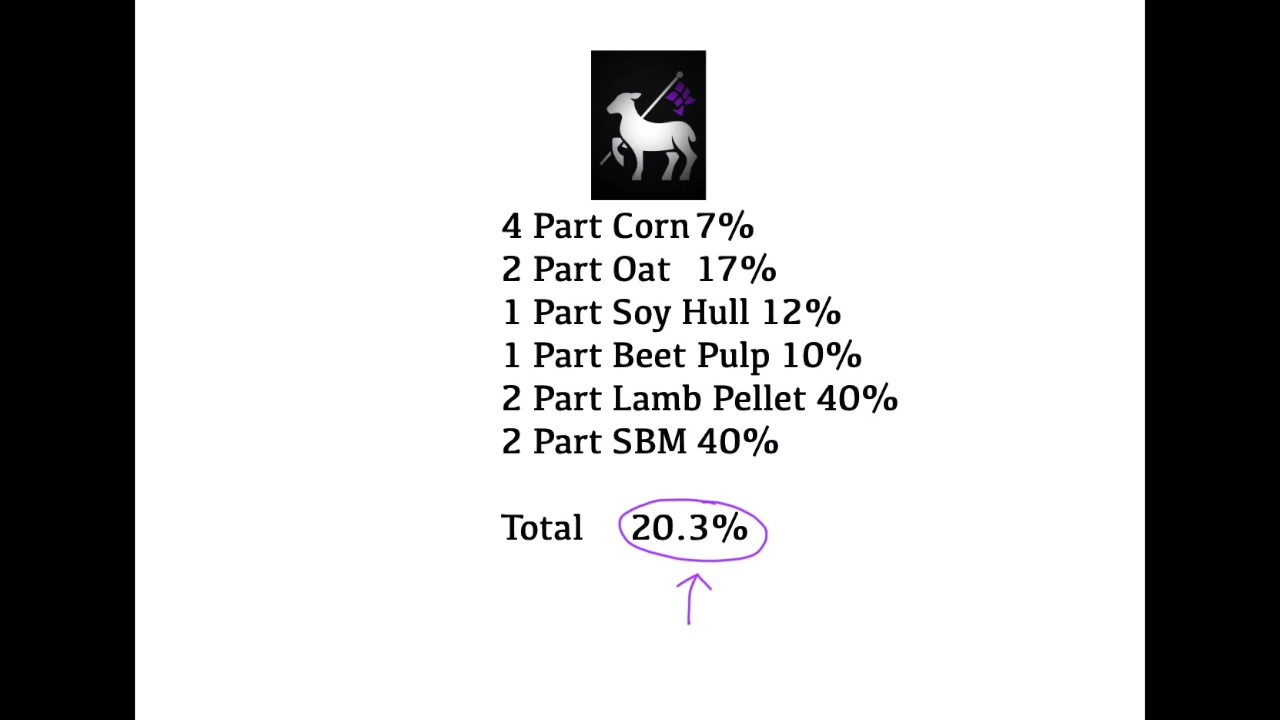 4 Part Corn 7%
2 Part Oat 17%
1 Part Soy Hull 12%
1 Part Beet Pulp 10%
2 Part Lamb Pellet 40%
2 Part SBM 40%
Total 20.3%